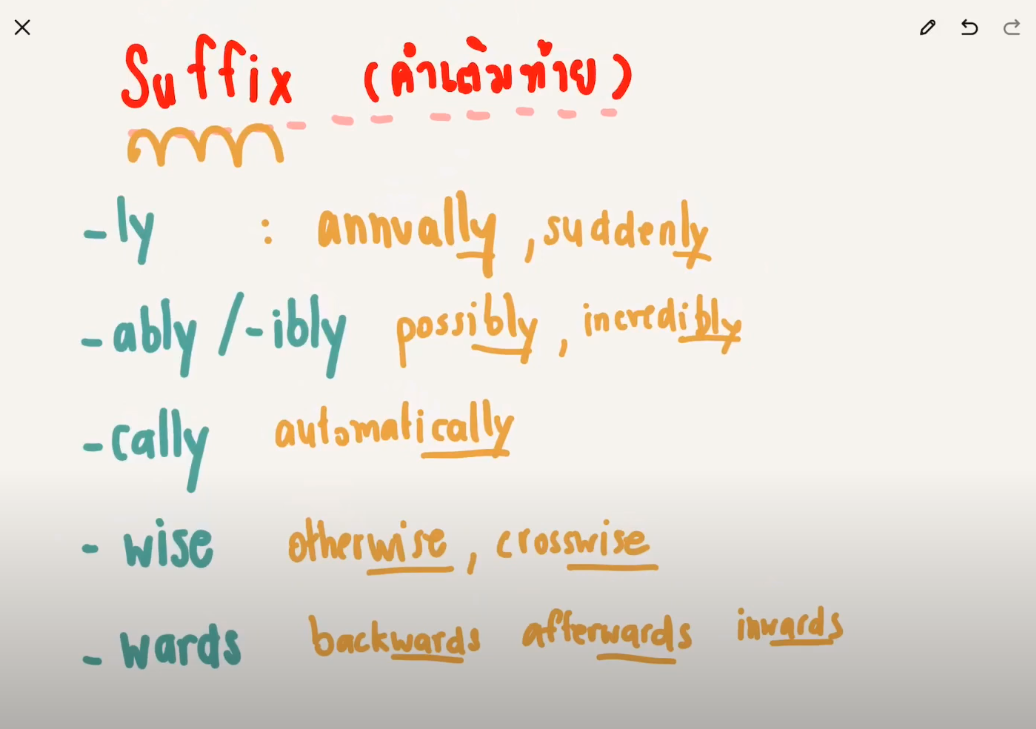 Suffix (คำเติมท้าย)
-ly : annually, suddenly
-ably /-ibly possibly, incredibly
-cally automatically
- wise otherwise, crosswise
- wards backwards afterwards inwards